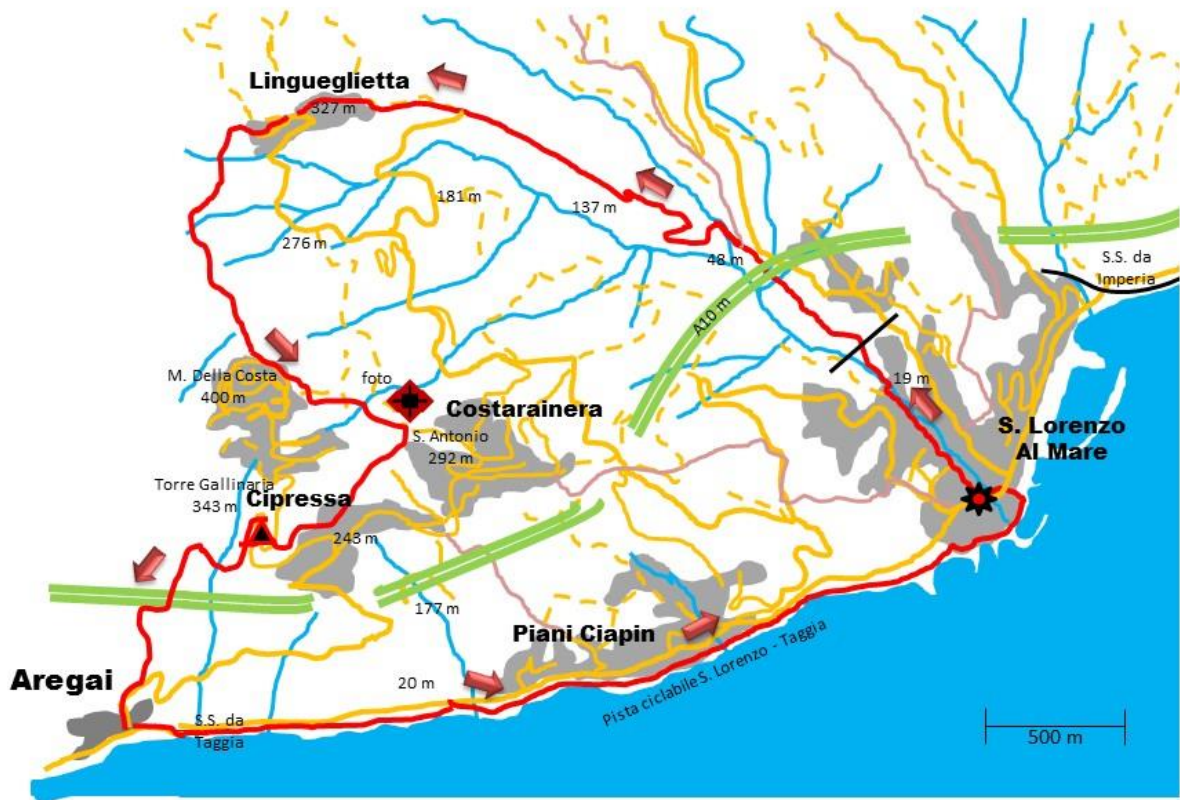 Lingueglietta
327 m
181 m
137 m
276 m
48 m
S.S. da
Imperia
A10 m
M. Della Costa
400 m
foto
19 m
Costarainera
S. Antonio
292 m
S. Lorenzo
Al Mare
Torre Gallinaria
343 m
Cipressa
243 m
177 m
Piani Ciapin
Aregai
20 m
Pista ciclabile S. Lorenzo - Taggia
S.S. da
Taggia
500 m